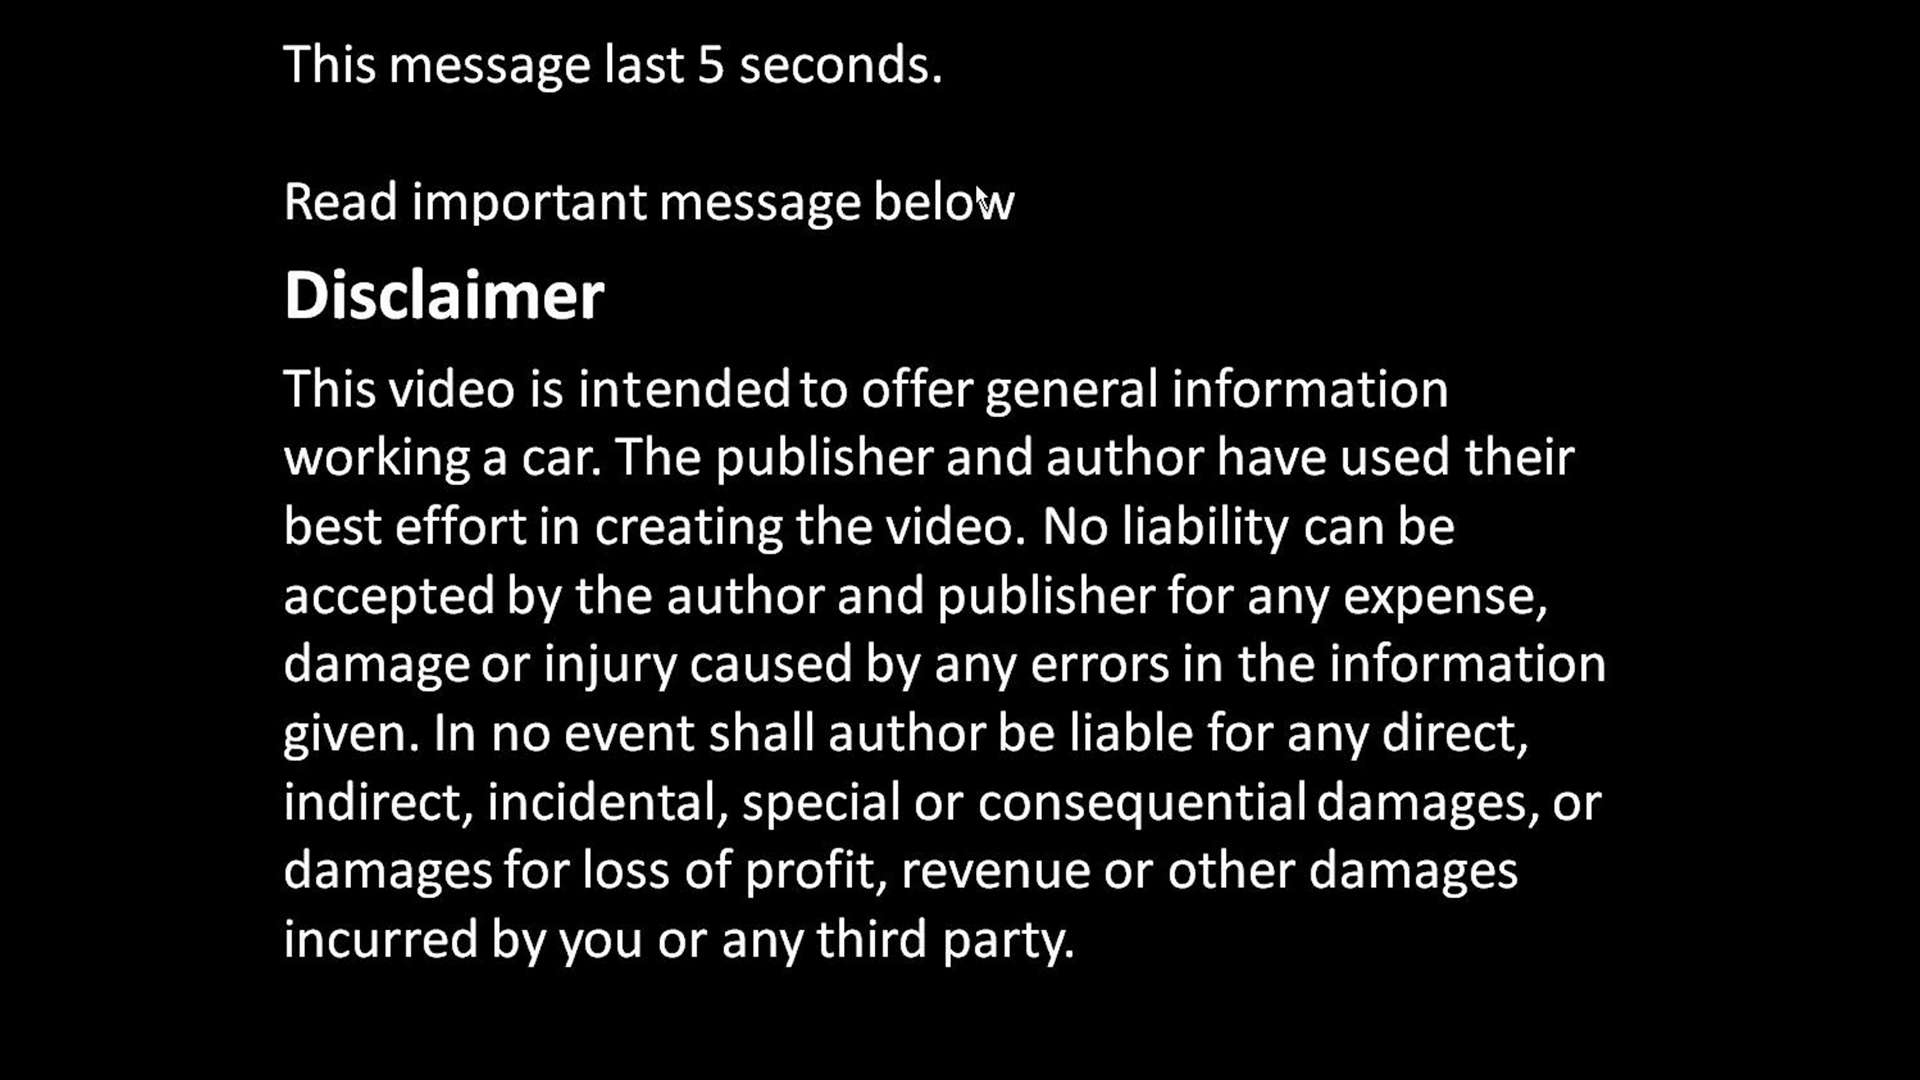 This message last 5 seconds.
Read important message below
Disclaimer
This video is intended to offer general information
working a car. The publisher and author have used their
best effort in creating the video. No liability can be
accepted by the author and publisher for any expense,
damage or injury caused by any errors in the information
given. In no event shall author be liable for any direct,
indirect, incidental, special or consequential damages, or
damages for loss of profit, revenue or other damages
incurred by you or any third party.